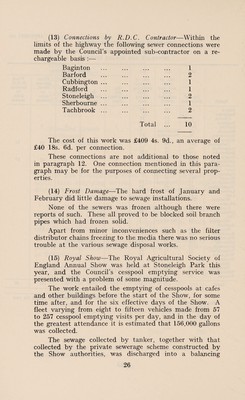 (13) Connections by R.D.C. Contractor—Within the
limits of the highway the following sewer connections were
made by the Council's appointed sub-contractor on a re-
chargeable basis :—
Baginton ... ... ... ... 1
Barford ... ... ... ... 2
Cubbington ... ... ... ... 1
Radford ... ... ... ... 1
Stoneleigh ... ... ... ... 2
Sherbourne ... ... ... ... 1
Tachbrook ... ... ... ... 2
Total ... 10
The cost of this work was £409 4s. 9d., an average of
£40 18s. 6d. per connection.
These connections are not additional to those noted
in paragraph 12. One connection mentioned in this para-
graph may be for the purposes of connecting several prop-
erties.
(14) Frost Damage—The hard frost of January and
February did little damage to sewage installations.
None of the sewers was frozen although there were
reports of such. These all proved to be blocked soil branch
pipes which had frozen solid.
Apart from minor inconveniences such as the filter
distributor chains freezing to the media there was no serious
trouble at the various sewage disposal works.
(15) Royal Show—The Royal Agricultural Society of
England Annual Show was held at Stoneleigh Park this
year, and the Council's cesspool emptying service was
presented with a problem of some magnitude.
The work entailed the emptying of cesspools at cafes
and other buildings before the start of the Show, for some
time after, and for the six effective days of the Show. A
fleet varying from eight to fifteen vehicles made from 57
to 257 cesspool emptying visits per day, and in the day of
the greatest attendance it is estimated that 156,000 gallons
was collected.
The sewage collected by tanker, together with that
collected by the private sewerage scheme constructed by
the Show authorities, was discharged into a balancing
26